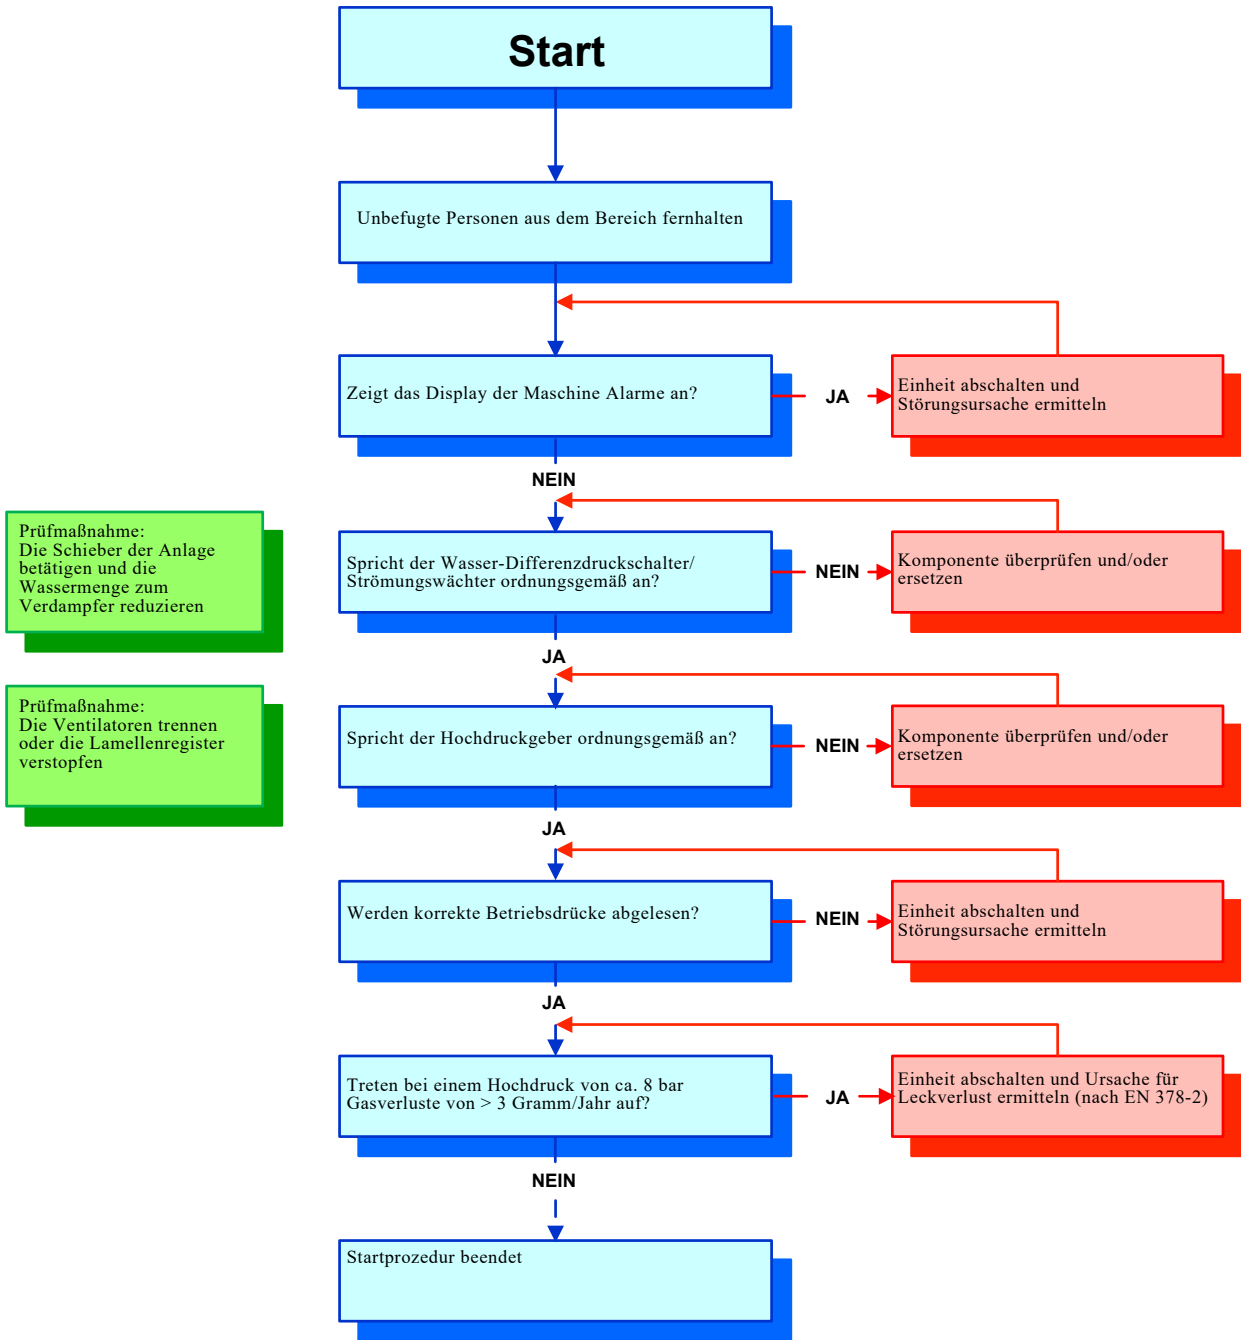 Start
Unbefugte Personen aus dem Bereich fernhalten
Zeigt das Display der Maschine Alarme an?
JA
Einheit abschalten und
Störungsursache ermitteln
NEIN
Prüfmaßnahme:
Die Schieber der Anlage
betätigen und die
Wassermenge zum
Verdampfer reduzieren
Spricht der Wasser-Differenzdruckschalter/
Strömungswächter ordnungsgemäß an?
NEIN
Komponente überprüfen und/oder
ersetzen
JA
Prüfmaßnahme:
Die Ventilatoren trennen
oder die Lamellenregister
verstopfen
Spricht der Hochdruckgeber ordnungsgemäß an?
NEIN
Komponente überprüfen und/oder
ersetzen
JA
Werden korrekte Betriebsdrücke abgelesen?
NEIN
Einheit abschalten und
Störungsursache ermitteln
JA
Treten bei einem Hochdruck von ca. 8 bar
Gasverluste von > 3 Gramm/Jahr auf?
JA
Einheit abschalten und Ursache für
Leckverlust ermitteln (nach EN 378-2)
NEIN
Startprozedur beendet